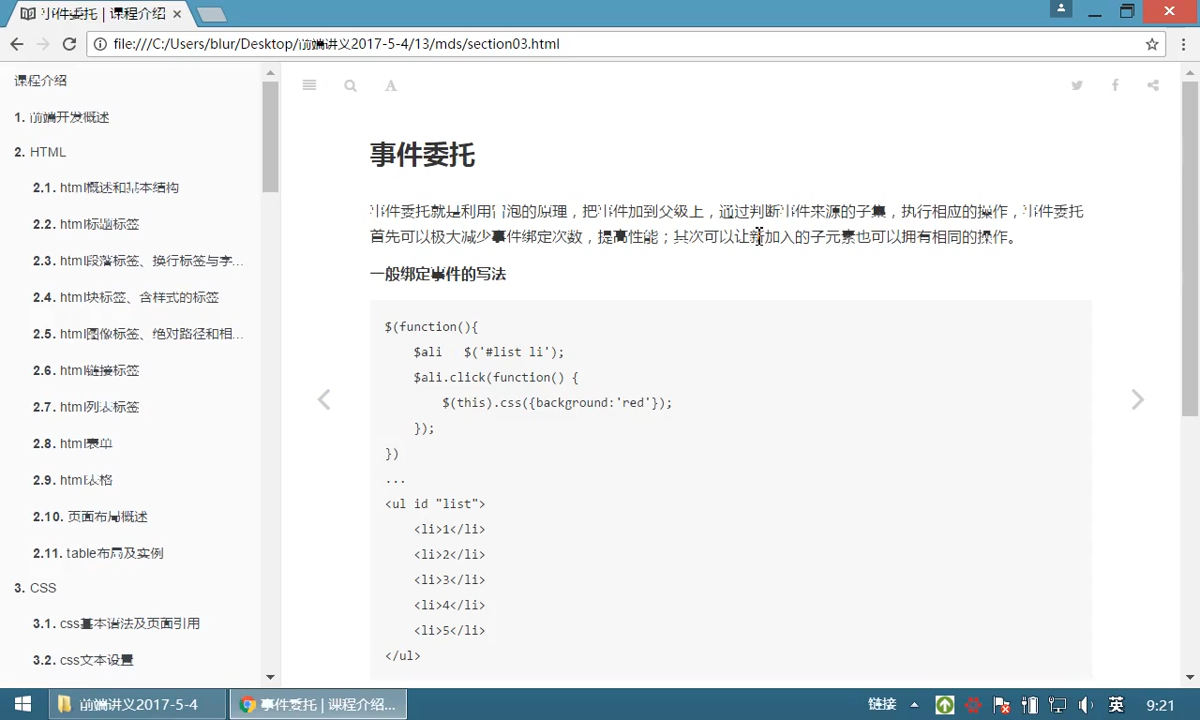 事件委托 | 课程介绍
file:///C:/Users/blur/Desktop/前端讲义2017-5-4/13/mds/section03.html
课程介绍
1. 前端开发概述
2. HTML
2.1. html概述和基本结构
2.2. html标题标签
2.3. html段落标签、换行标签与字...
2.4. html块标签、含样式的标签
2.5. html图像标签、绝对路径和相...
2.6. html链接标签
2.7. html列表标签
2.8. html表单
2.9. html表格
2.10. 页面布局概述
2.11. table布局及实例
3. CSS
3.1. css基本语法及页面引用
3.2. css文本设置
A
事件委托
事件委托就是利用冒泡的原理，把事件加到父级上，通过判断事件来源的子集，执行相应的操作，事件委托
首先可以极大减少事件绑定次数，提高性能；其次可以让新加入的子元素也可以拥有相同的操作。
一般绑定事件的写法
$(function(){
$ali $('#list li');
$ali.click(function() {
$(this).css({background:'red'});
});
})
...
<ul id "list">
<li>1</li>
<li>2</li>
<li>3</li>
<li>4</li>
<li>5</li>
</ul>
前端讲义2017-5-4
事件委托 | 课程介绍...
链接
英
9:21